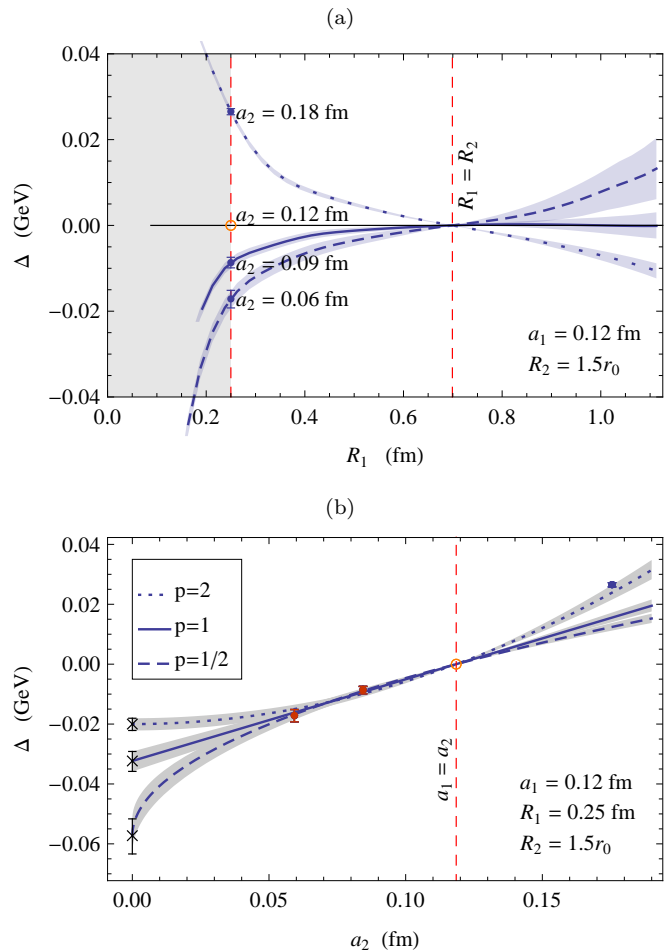 (a)
0.04
0.02
0.00
−0.02
−0.04
Δ (GeV)
a₂ = 0.18 fm
a₂ = 0.12 fm
a₂ = 0.09 fm
a₂ = 0.06 fm
R₁ = R₂
a₁ = 0.12 fm
R₂ = 1.5r₀
0.0 0.2 0.4 0.6 0.8 1.0
R₁ (fm)
(b)
0.04
0.02
0.00
−0.02
−0.04
−0.06
Δ (GeV)
p=2
p=1
p=1/2
a₁ = a₂
a₁ = 0.12 fm
R₁ = 0.25 fm
R₂ = 1.5r₀
0.00 0.05 0.10 0.15
a₂ (fm)